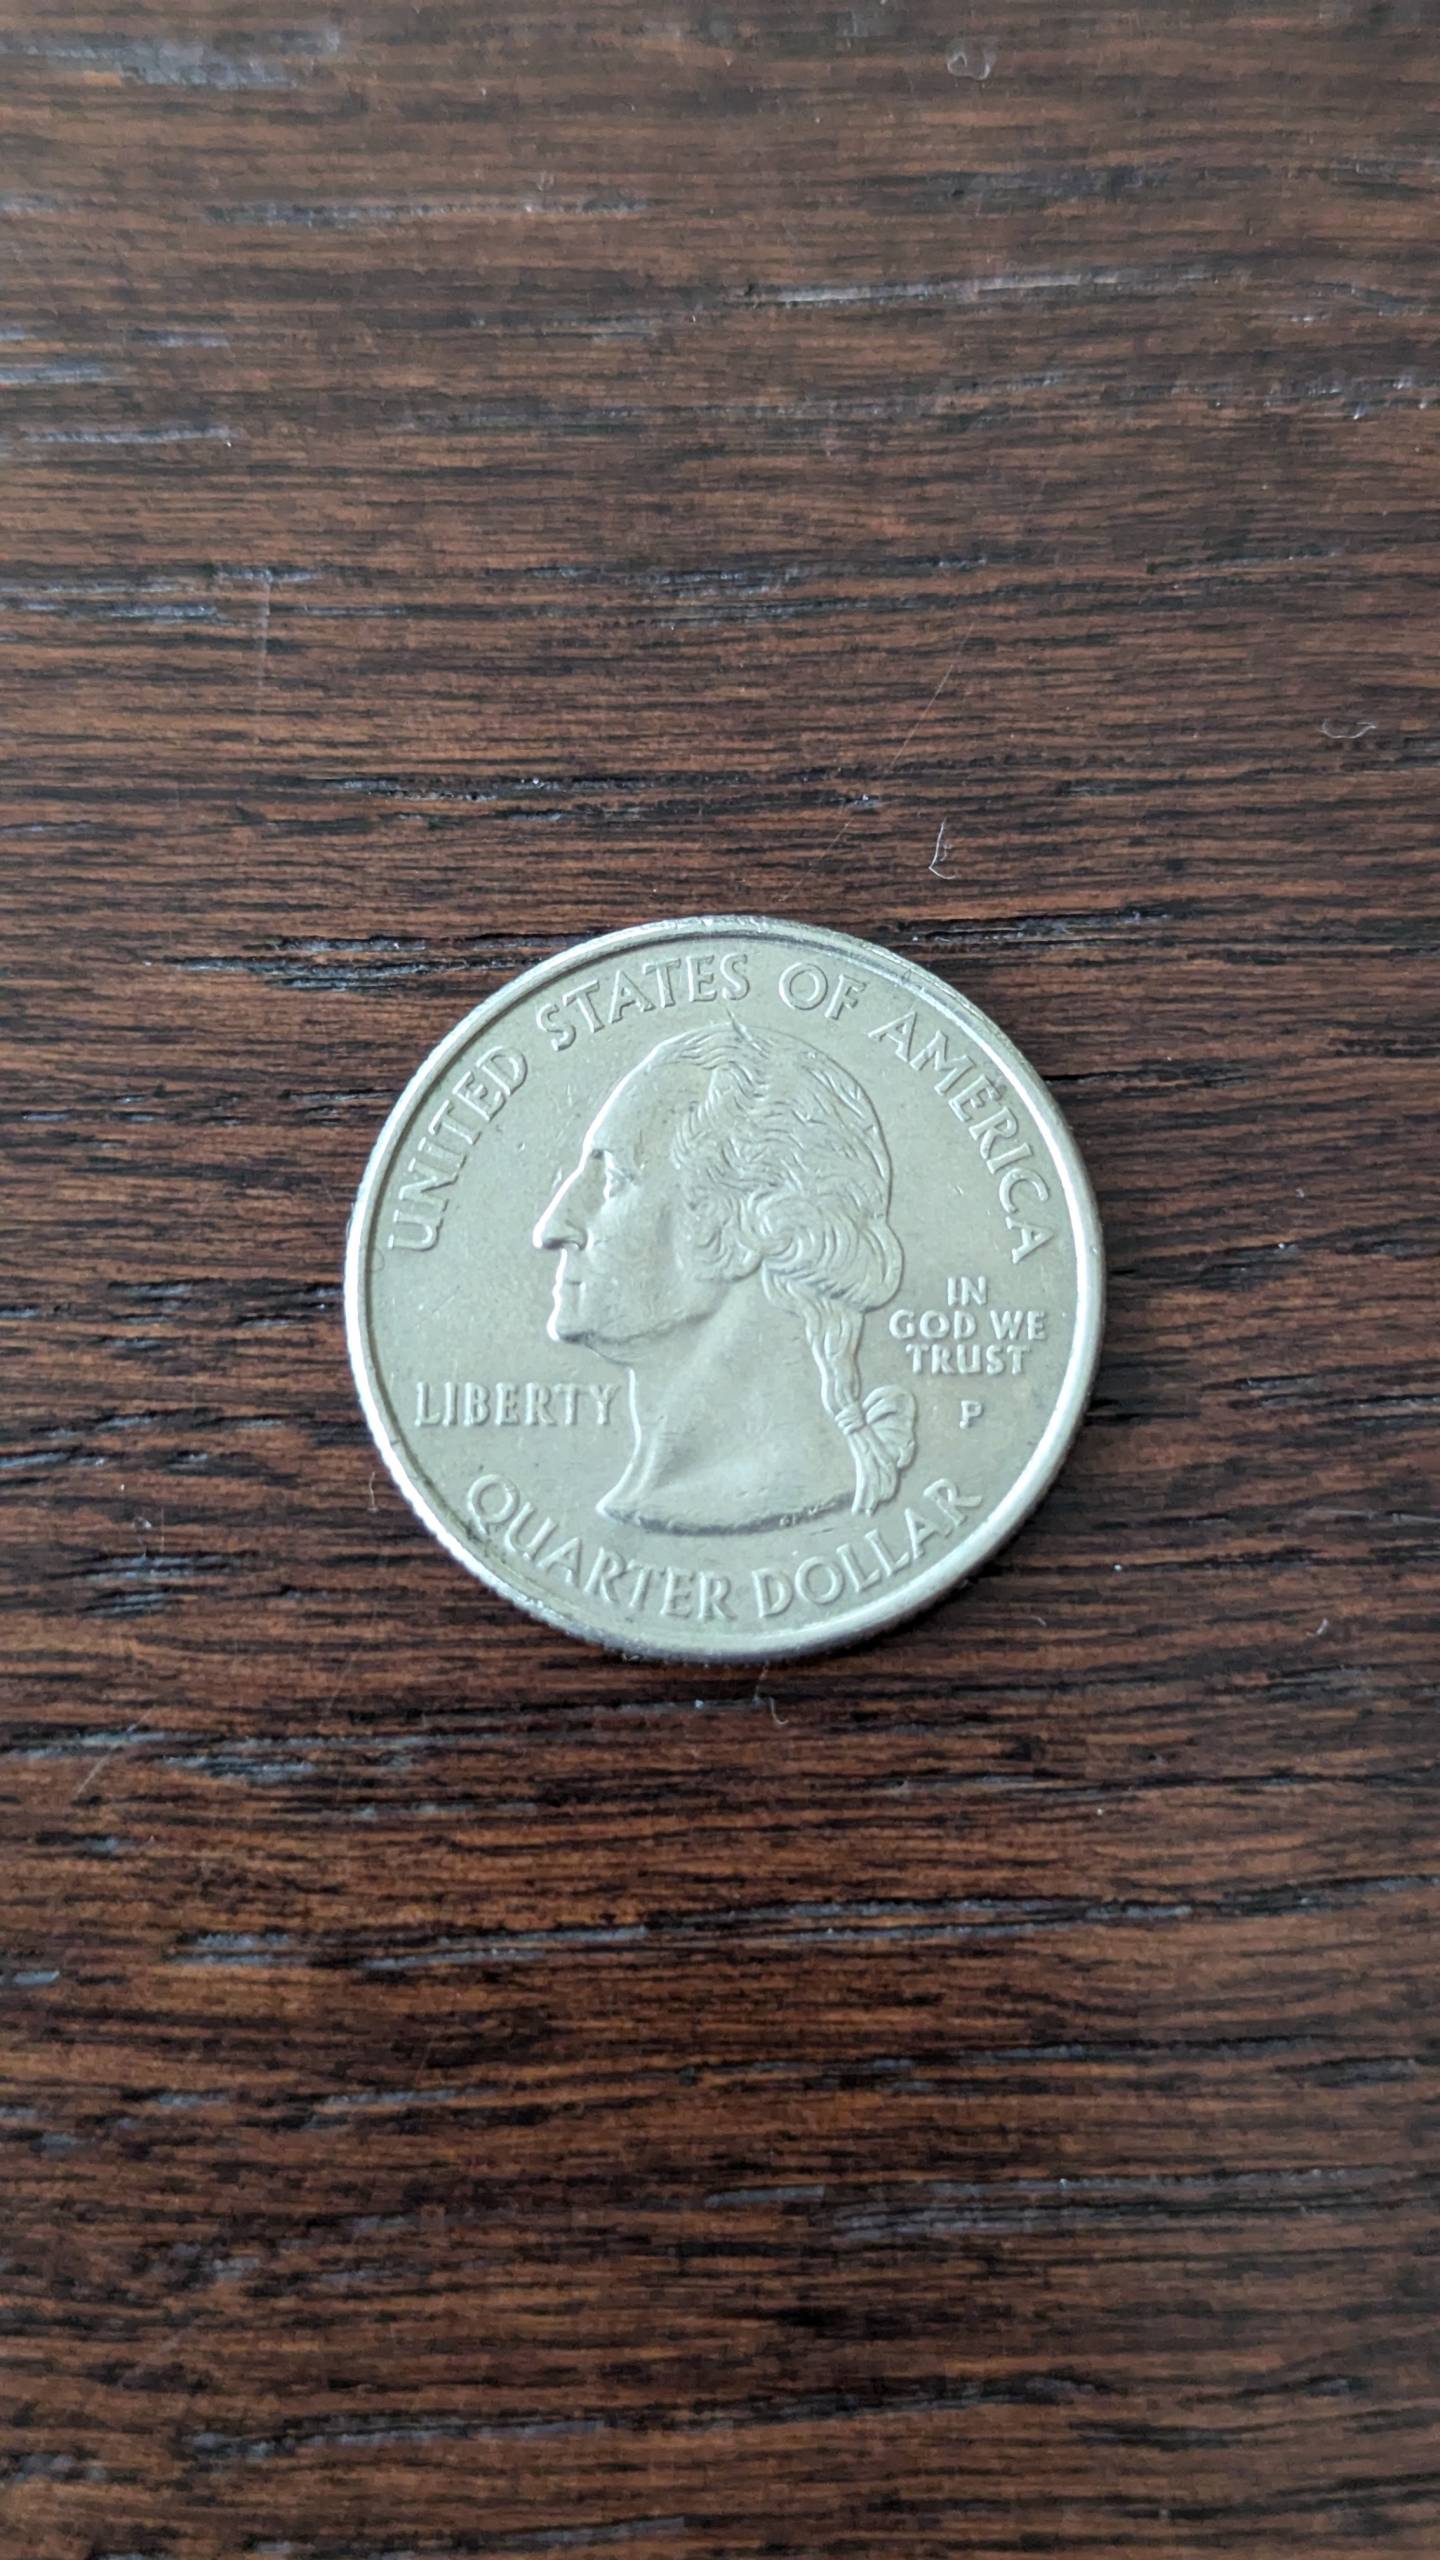 UNITED STATES OF AMERICA
LIBERTY
IN
GOD WE
TRUST
P
QUARTER DOLLAR